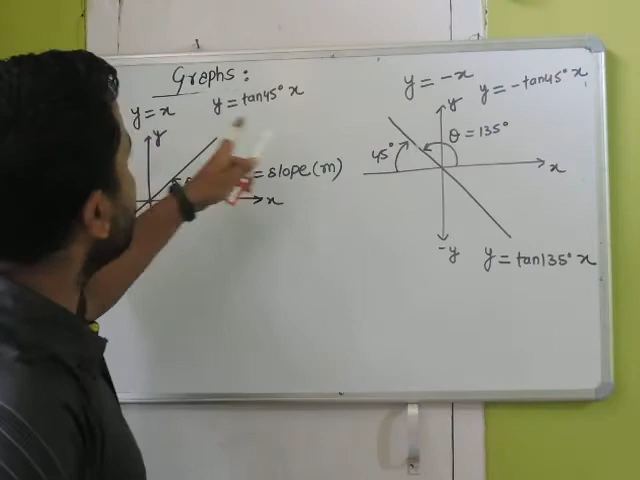 Graphs:
y = x
y = tan45° x
y
= slope(m)
x
y = -x
y
y = -tan45° x
θ = 135°
45°
x
-y
y = tan135° x